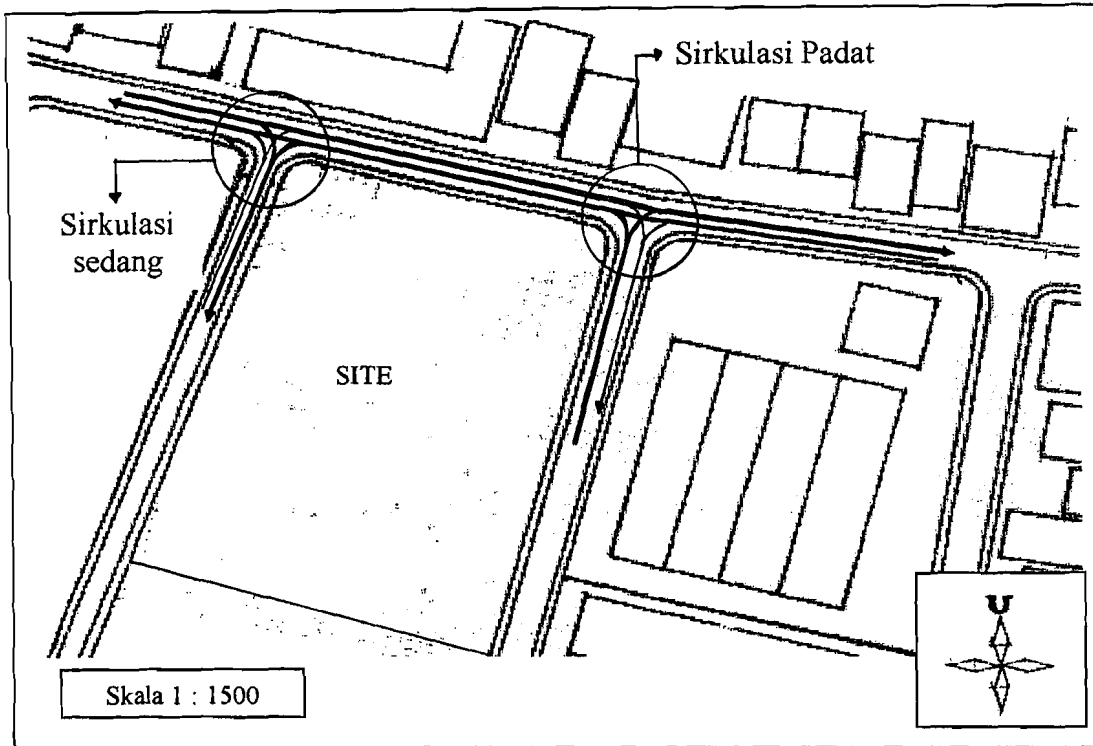 Sirkulasi Padat
Sirkulasi
sedang
SITE
U
Skala 1 : 1500